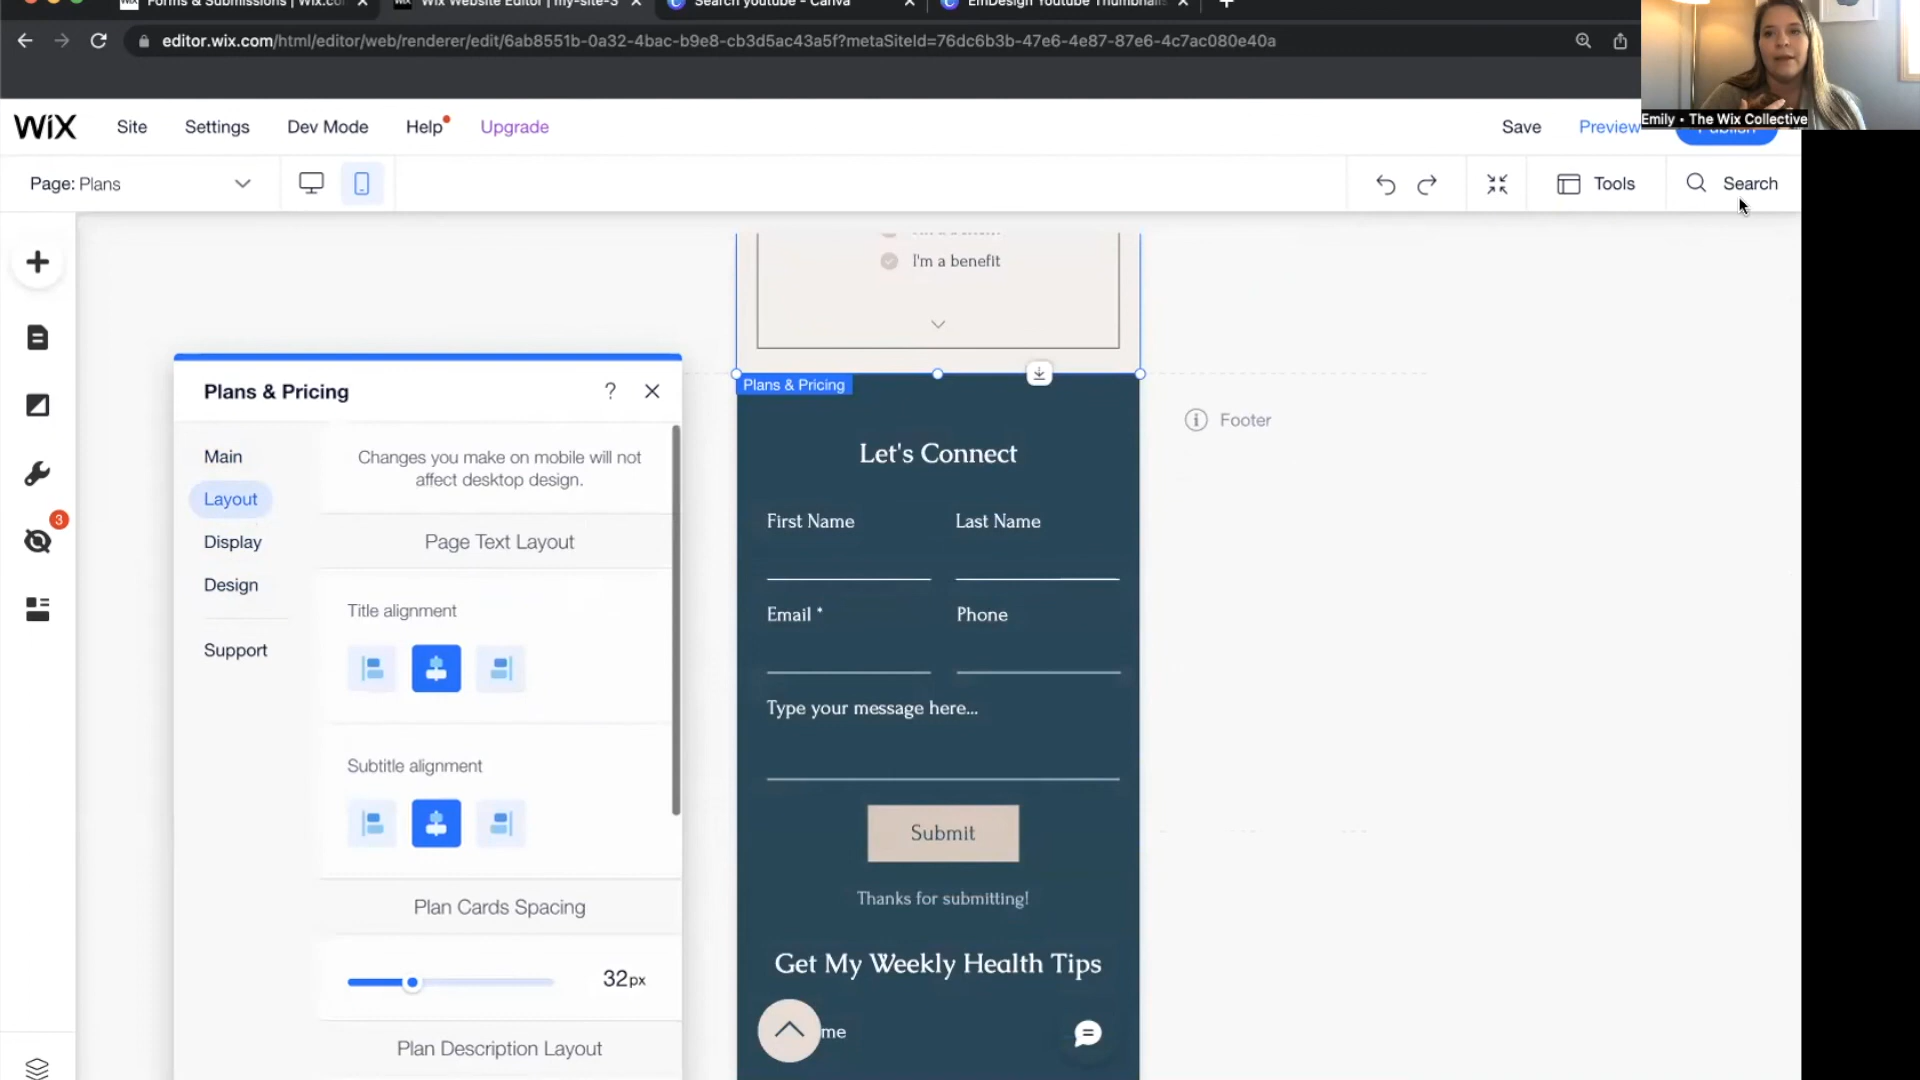 Forms & Submissions | Wix.co
Wix Website Editor | my-site-3
Search youtube - Canva
EmDesign Youtube Thumbnails
editor.wix.com/html/editor/web/renderer/edit/6ab8551b-0a32-4bac-b9e8-cb3d5ac43a5f?metaSiteId=76dc6b3b-47e6-4e87-87e6-4c7ac080e40a
Emily • The Wix Collective
WiX
Site
Settings
Dev Mode
Help
Upgrade
Save
Preview
Publish
Page: Plans
Tools
Search
I'm a benefit
Plans & Pricing
?
Plans & Pricing
Footer
Main
Layout
Display
Design
Support
3
Changes you make on mobile will not
affect desktop design.
Page Text Layout
Title alignment
Subtitle alignment
Plan Cards Spacing
32px
Plan Description Layout
Let's Connect
First Name
Last Name
Email *
Phone
Type your message here...
Submit
Thanks for submitting!
Get My Weekly Health Tips
me